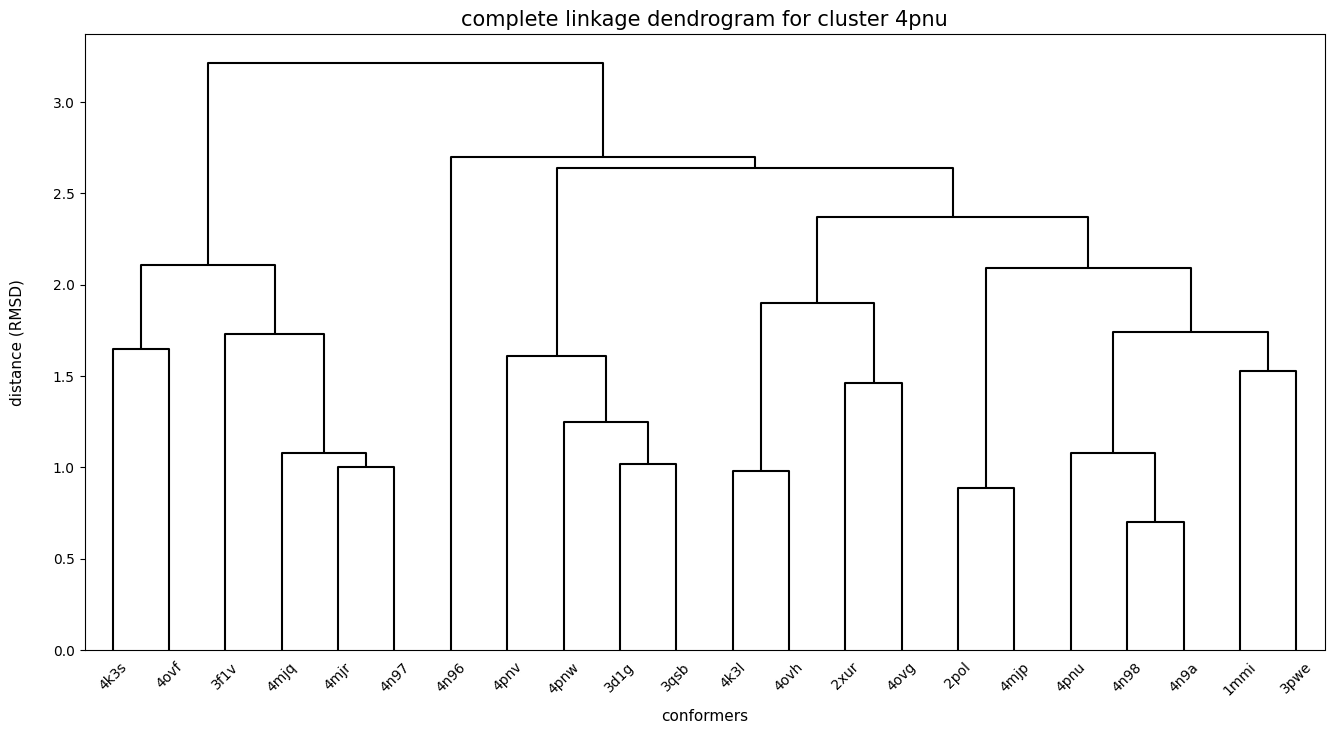 complete linkage dendrogram for cluster 4pnu
distance (RMSD)
3.0
2.5
2.0
1.5
1.0
0.5
0.0
4k3s 4ovf 3f1v 4mjq 4mjr 4n97 4n96 4pnv 4pnw 3d1g 3qsb 4k3l 4ovh 2xur 4ovg 2pol 4mjp 4pnu 4n98 4n9a 1mmi 3pwe
conformers